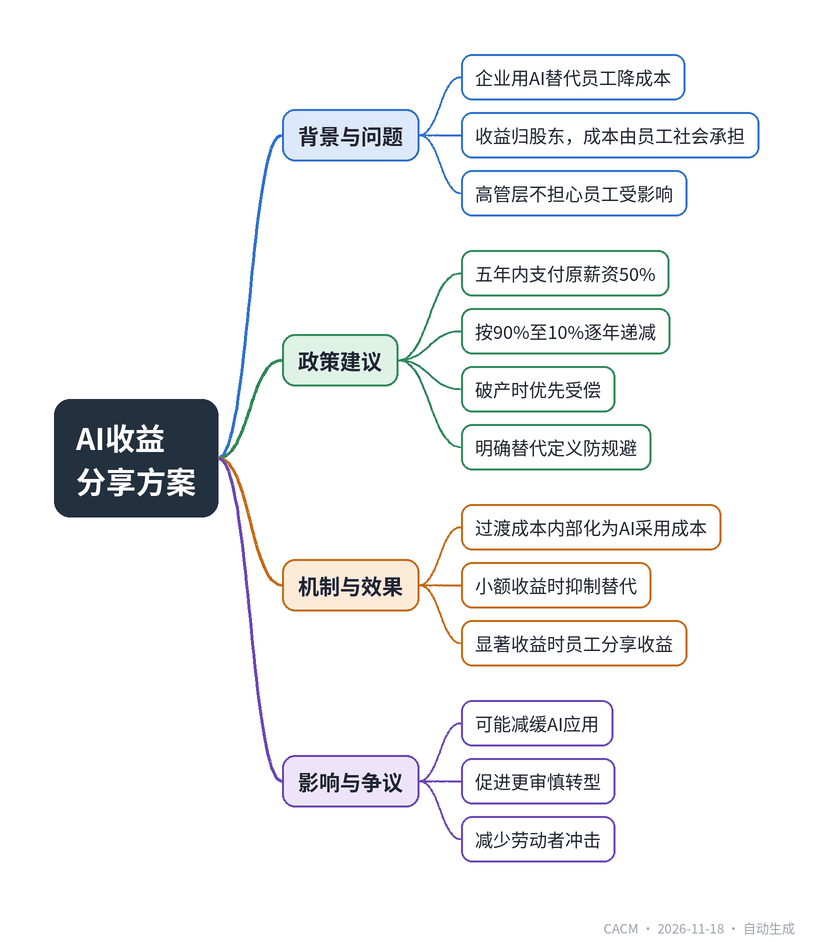 AI收益
分享方案
背景与问题
企业用AI替代员工降成本
收益归股东，成本由员工社会承担
高管层不担心员工受影响
政策建议
五年内支付原薪资50%
按90%至10%逐年递减
破产时优先受偿
明确替代定义防规避
机制与效果
过渡成本内部化为AI采用成本
小额收益时抑制替代
显著收益时员工分享收益
影响与争议
可能减缓AI应用
促进更审慎转型
减少劳动者冲击
CACM • 2026-11-18 • 自动生成